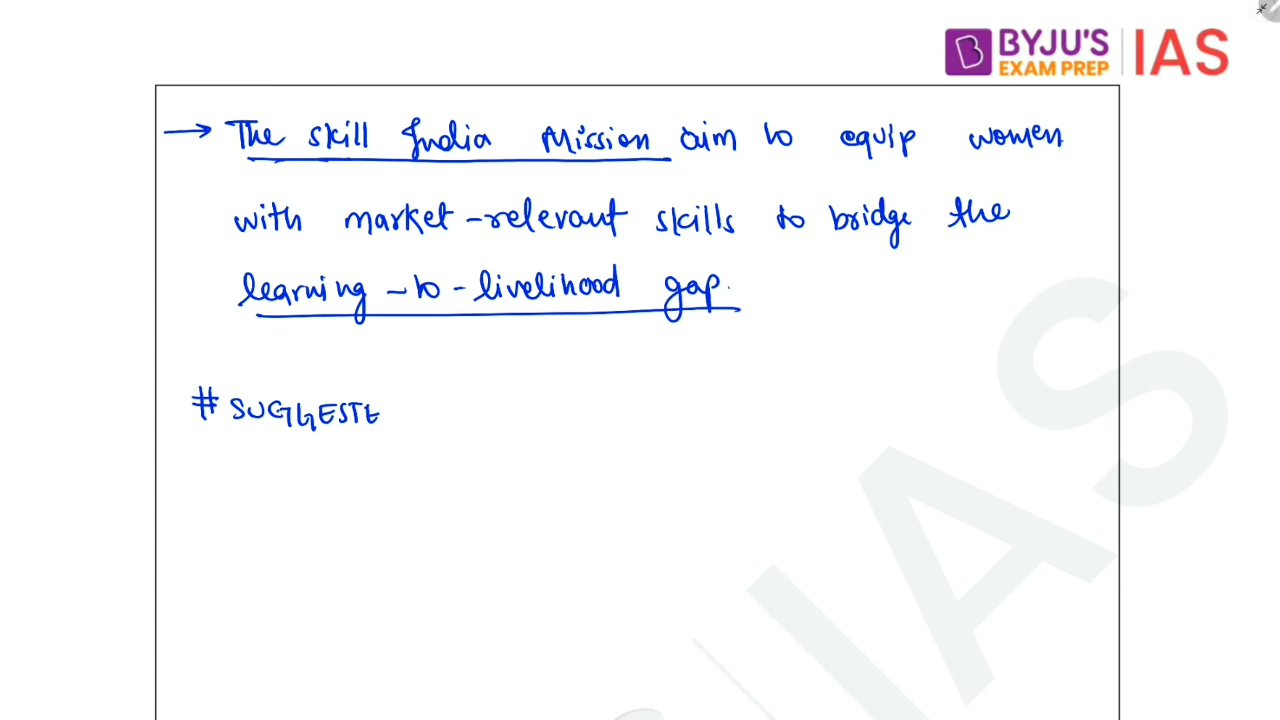 BYJU'S IAS
EXAM PREP
→ The skill India Mission aim to equip women
with market-relevant skills to bridge the
learning-to-livelihood gap.
# SUGGESTE
IAS